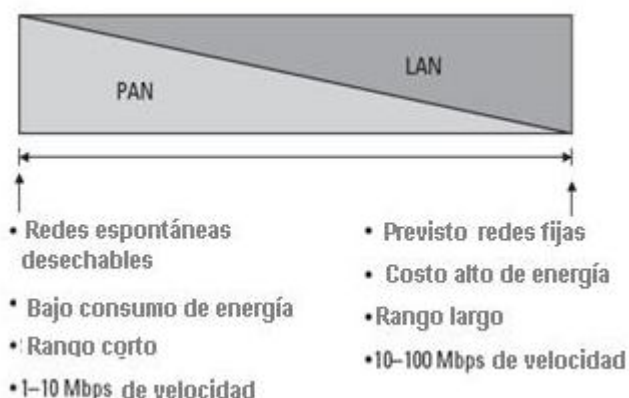 PAN
LAN
• Redes espontáneas
desechables
• Bajo consumo de energía
• Rango corto
• 1–10 Mbps de velocidad
• Previsto redes fijas
• Costo alto de energía
• Rango largo
• 10–100 Mbps de velocidad